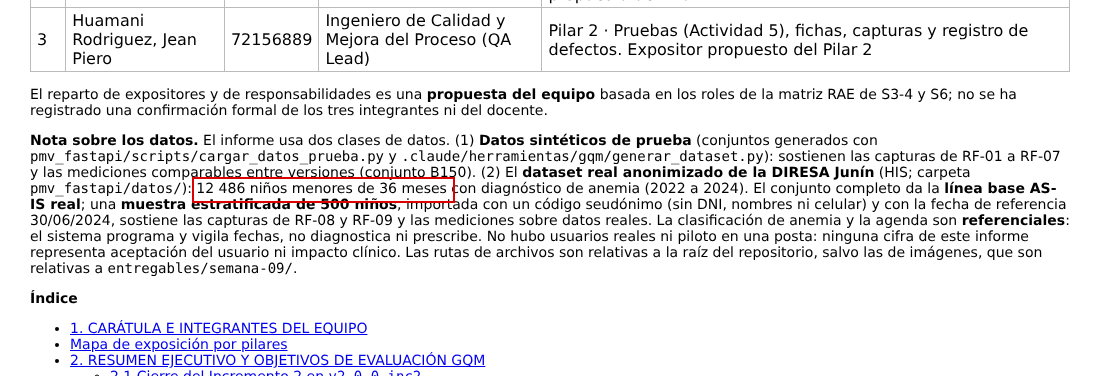 3
Huamani Rodriguez, Jean Piero
72156889
Ingeniero de Calidad y Mejora del Proceso (QA Lead)
Pilar 2 · Pruebas (Actividad 5), fichas, capturas y registro de defectos. Expositor propuesto del Pilar 2
El reparto de expositores y de responsabilidades es una propuesta del equipo basada en los roles de la matriz RAE de S3-4 y S6; no se ha
registrado una confirmación formal de los tres integrantes ni del docente.
Nota sobre los datos. El informe usa dos clases de datos. (1) Datos sintéticos de prueba (conjuntos generados con
pmv_fastapi/scripts/cargar_datos_prueba.py y .claude/herramientas/gqm/generar_dataset.py): sostienen las capturas de RF-01 a RF-07
y las mediciones comparables entre versiones (conjunto B150). (2) El dataset real anonimizado de la DIRESA Junín (HIS; carpeta
pmv_fastapi/datos/): 12 486 niños menores de 36 meses con diagnóstico de anemia (2022 a 2024). El conjunto completo da la línea base AS-
IS real; una muestra estratificada de 500 niños, importada con un código seudónimo (sin DNI, nombres ni celular) y con la fecha de referencia
30/06/2024, sostiene las capturas de RF-08 y RF-09 y las mediciones sobre datos reales. La clasificación de anemia y la agenda son referenciales:
el sistema programa y vigila fechas, no diagnostica ni prescribe. No hubo usuarios reales ni piloto en una posta: ninguna cifra de este informe
representa aceptación del usuario ni impacto clínico. Las rutas de archivos son relativas a la raíz del repositorio, salvo las de imágenes, que son
relativas a entregables/semana-09/.
Índice
• 1. CARÁTULA E INTEGRANTES DEL EQUIPO
• Mapa de exposición por pilares
• 2. RESUMEN EJECUTIVO Y OBJETIVOS DE EVALUACIÓN GQM